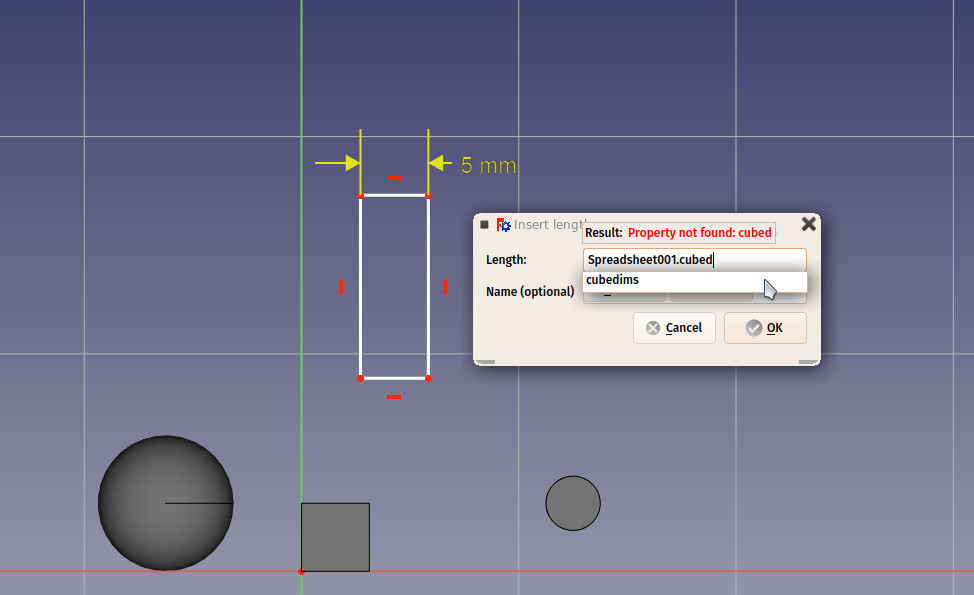 5 mm
Insert lengt
Result: Property not found: cubed
Length:
Spreadsheet001.cubed
cubedims
Name (optional)
Cancel
OK